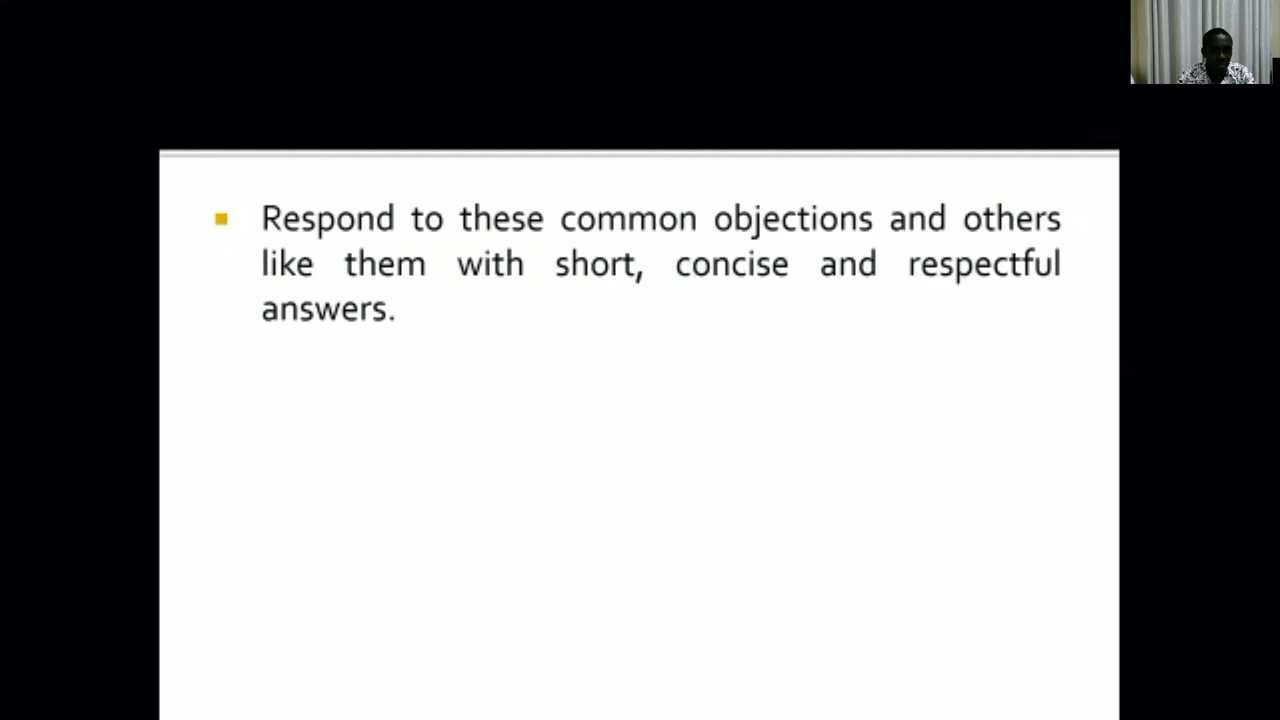 Respond to these common objections and others
like them with short, concise and respectful
answers.